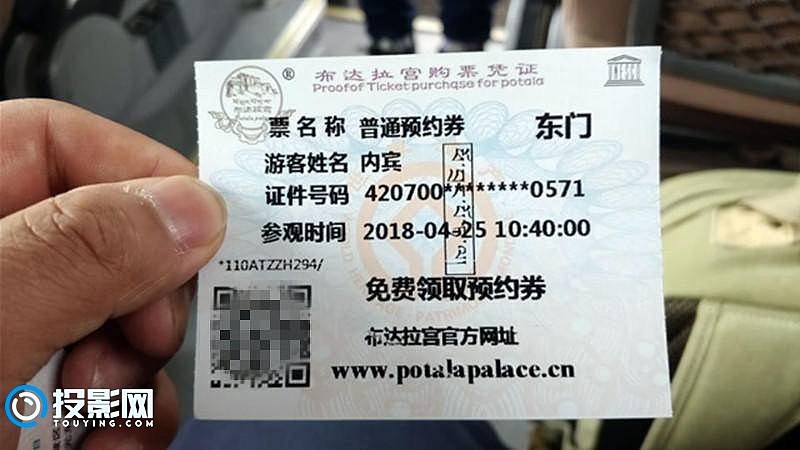 ®
布达拉宫购票凭证
Proof of Ticket purchase for potala
票名称 普通预约券 东门
游客姓名 内宾
证件号码 420700********0571
参观时间 2018-04-25 10:40:00
*110ATZZH294/
免费领取预约券
布达拉宫官方网址
www.potalapalace.cn
投影网
TOUYING.COM